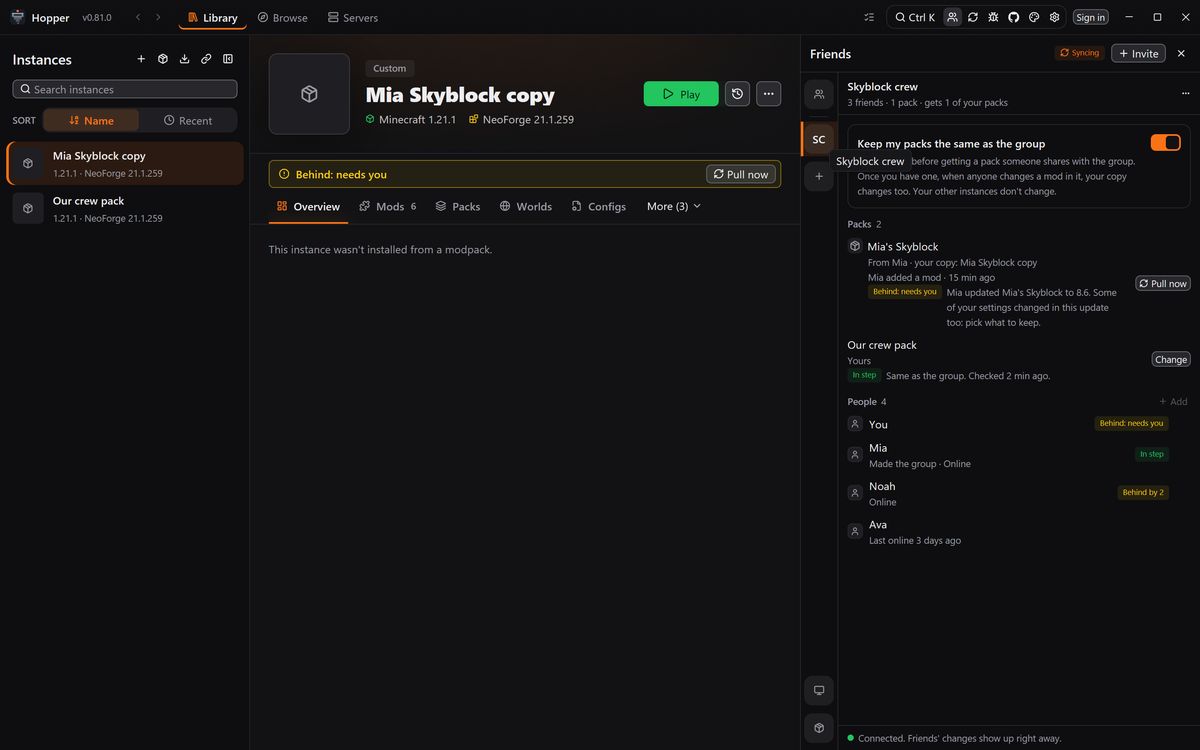 Hopper v0.81.0 Library Browse Servers Ctrl K Sign in
Instances
Search instances
SORT Name Recent
Mia Skyblock copy
1.21.1 · NeoForge 21.1.259
Our crew pack
1.21.1 · NeoForge 21.1.259
Custom
Mia Skyblock copy
Minecraft 1.21.1 NeoForge 21.1.259
Play
Behind: needs you Pull now
Overview Mods 6 Packs Worlds Configs More (3)
This instance wasn't installed from a modpack.
Friends Syncing Invite
Skyblock crew
3 friends · 1 pack · gets 1 of your packs
SC
Keep my packs the same as the group
Skyblock crew
before getting a pack someone shares with the group.
Once you have one, when anyone changes a mod in it, your copy
changes too. Your other instances don't change.
Packs 2
Mia's Skyblock
From Mia · your copy: Mia Skyblock copy
Mia added a mod · 15 min ago
Pull now
Behind: needs you Mia updated Mia's Skyblock to 8.6. Some
of your settings changed in this update
too: pick what to keep.
Our crew pack
Yours
Change
In step Same as the group. Checked 2 min ago.
People 4 + Add
You Behind: needs you
Mia
Made the group · Online
In step
Noah
Online
Behind by 2
Ava
Last online 3 days ago
Connected. Friends' changes show up right away.